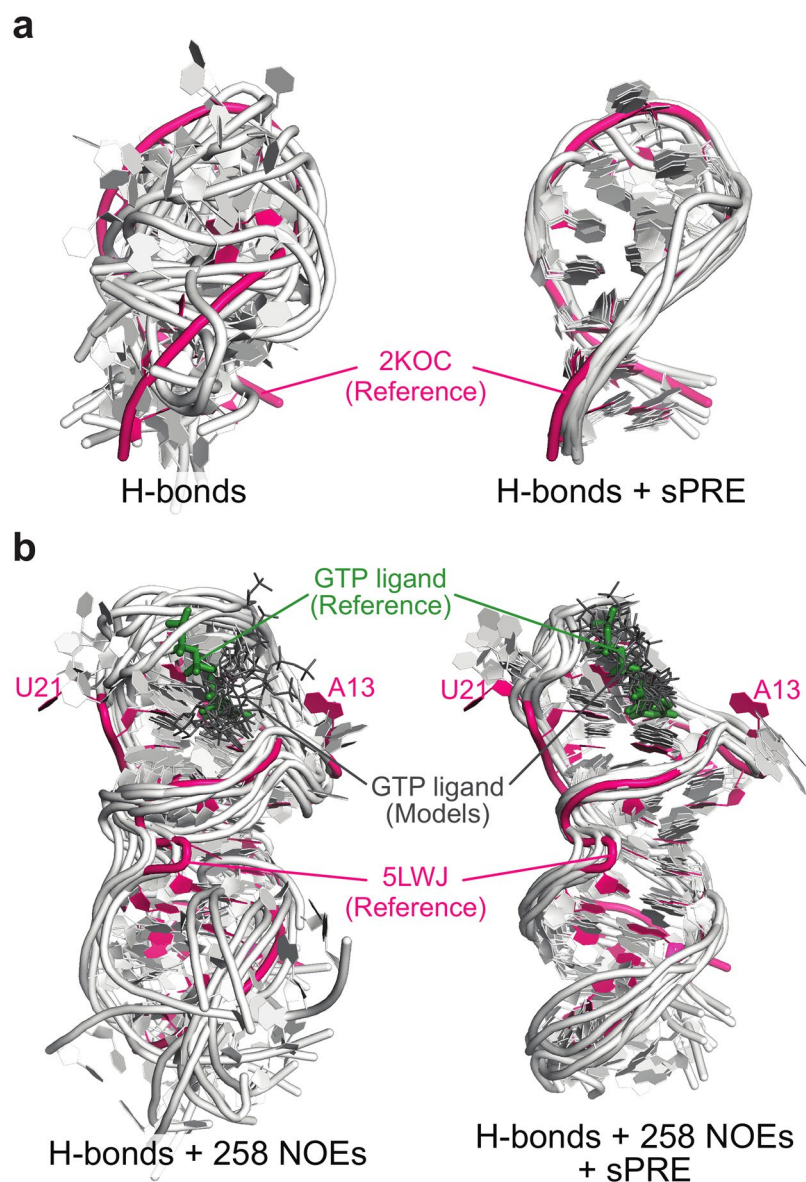 a
2KOC
(Reference)
H-bonds
H-bonds + sPRE
b
GTP ligand
(Reference)
U21
A13
U21
A13
GTP ligand
(Models)
5LWJ
(Reference)
H-bonds + 258 NOEs
H-bonds + 258 NOEs
+ sPRE